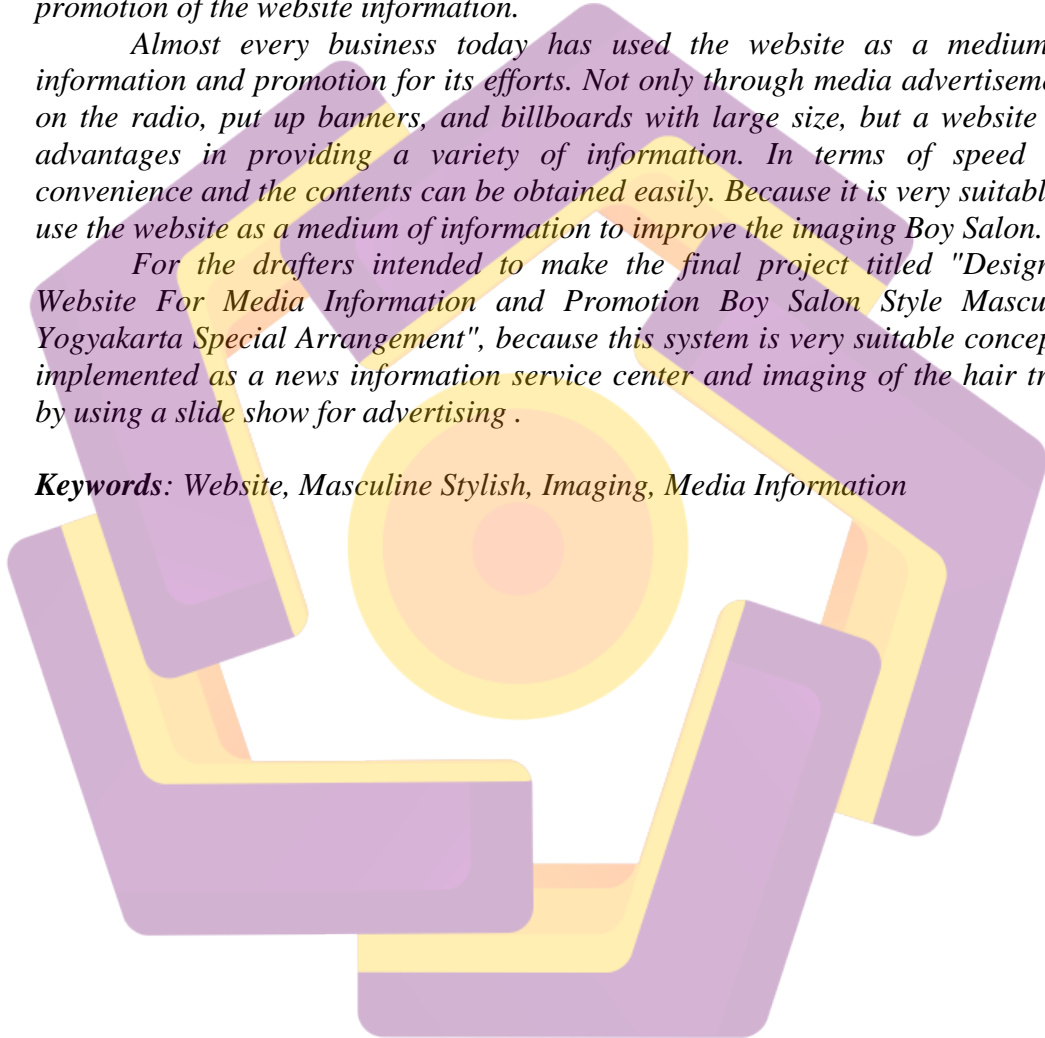 promotion of the website information.
Almost every business today has used the website as a medium
information and promotion for its efforts. Not only through media
on the radio, put up banners, and billboards with large size, but a website
advantages in providing a variety of information. In terms of speed
convenience and the contents can be obtained easily. Because it is very
use the website as a medium of information to improve the imaging Boy Salon.
For the drafters intended to make the final project titled "Design
Website For Media Information and Promotion Boy Salon Style
Yogyakarta Special Arrangement", because this system is very suitable
implemented as a news information service center and imaging of the hair
by using a slide show for advertising .
Keywords: Website, Masculine Stylish, Imaging, Media Information